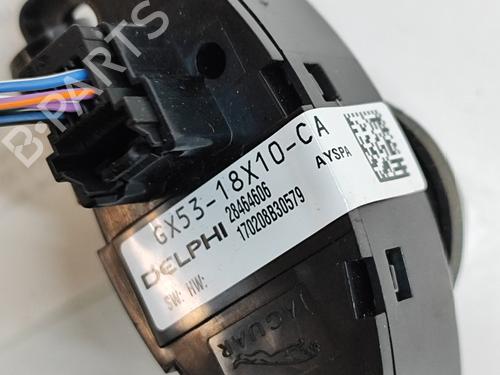 B-PARTS
GX53-18X10-CA
AYSPA
DELPHI
28464606
170208B30579
SW: HW:
JAGUAR